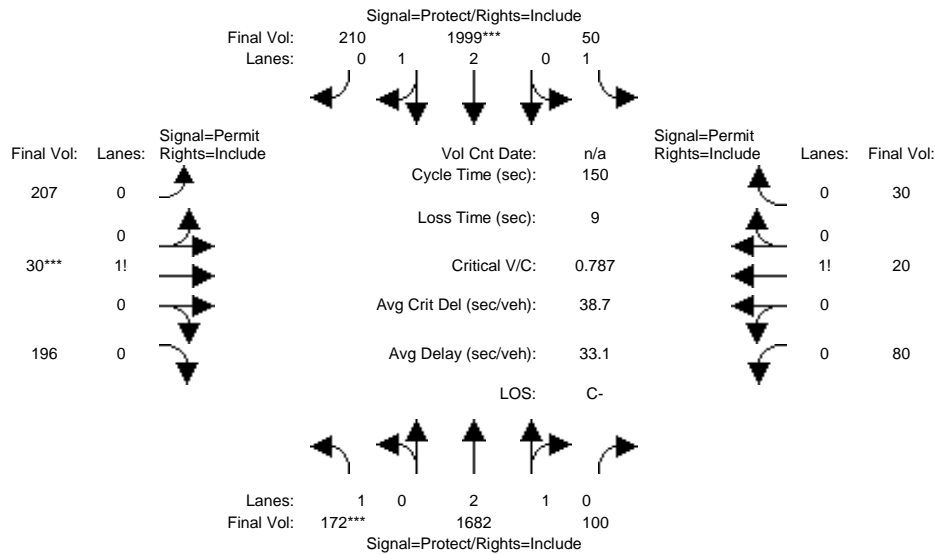 Signal=Protect/Rights=Include
Final Vol: 210 1999*** 50
Lanes: 0 1 2 0 1
Signal=Permit Signal=Permit
Final Vol: Lanes: Rights=Include Vol Cnt Date: n/a Rights=Include Lanes: Final Vol:
Cycle Time (sec): 150
207 0 0 30
Loss Time (sec): 9
0 0
30*** 1! Critical V/C: 0.787 1! 20
0 Avg Crit Del (sec/veh): 38.7 0
196 0 Avg Delay (sec/veh): 33.1 0 80
LOS: C-
Lanes: 1 0 2 1 0
Final Vol: 172*** 1682 100
Signal=Protect/Rights=Include